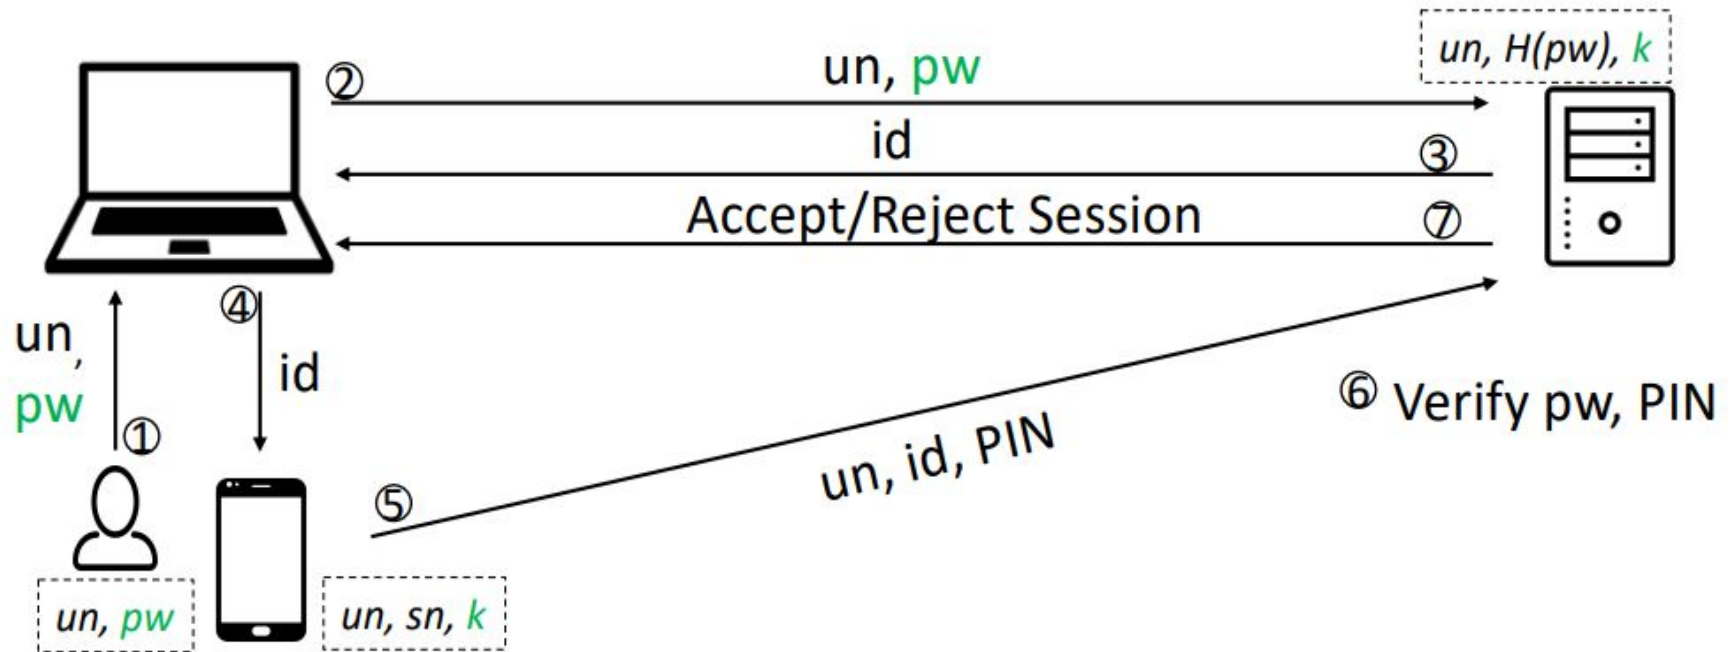 un, H(pw), k
② un, pw
id
③
Accept/Reject Session ⑦
④
un,
pw
id
①
⑤
un, id, PIN
⑥ Verify pw, PIN
un, pw
un, sn, k